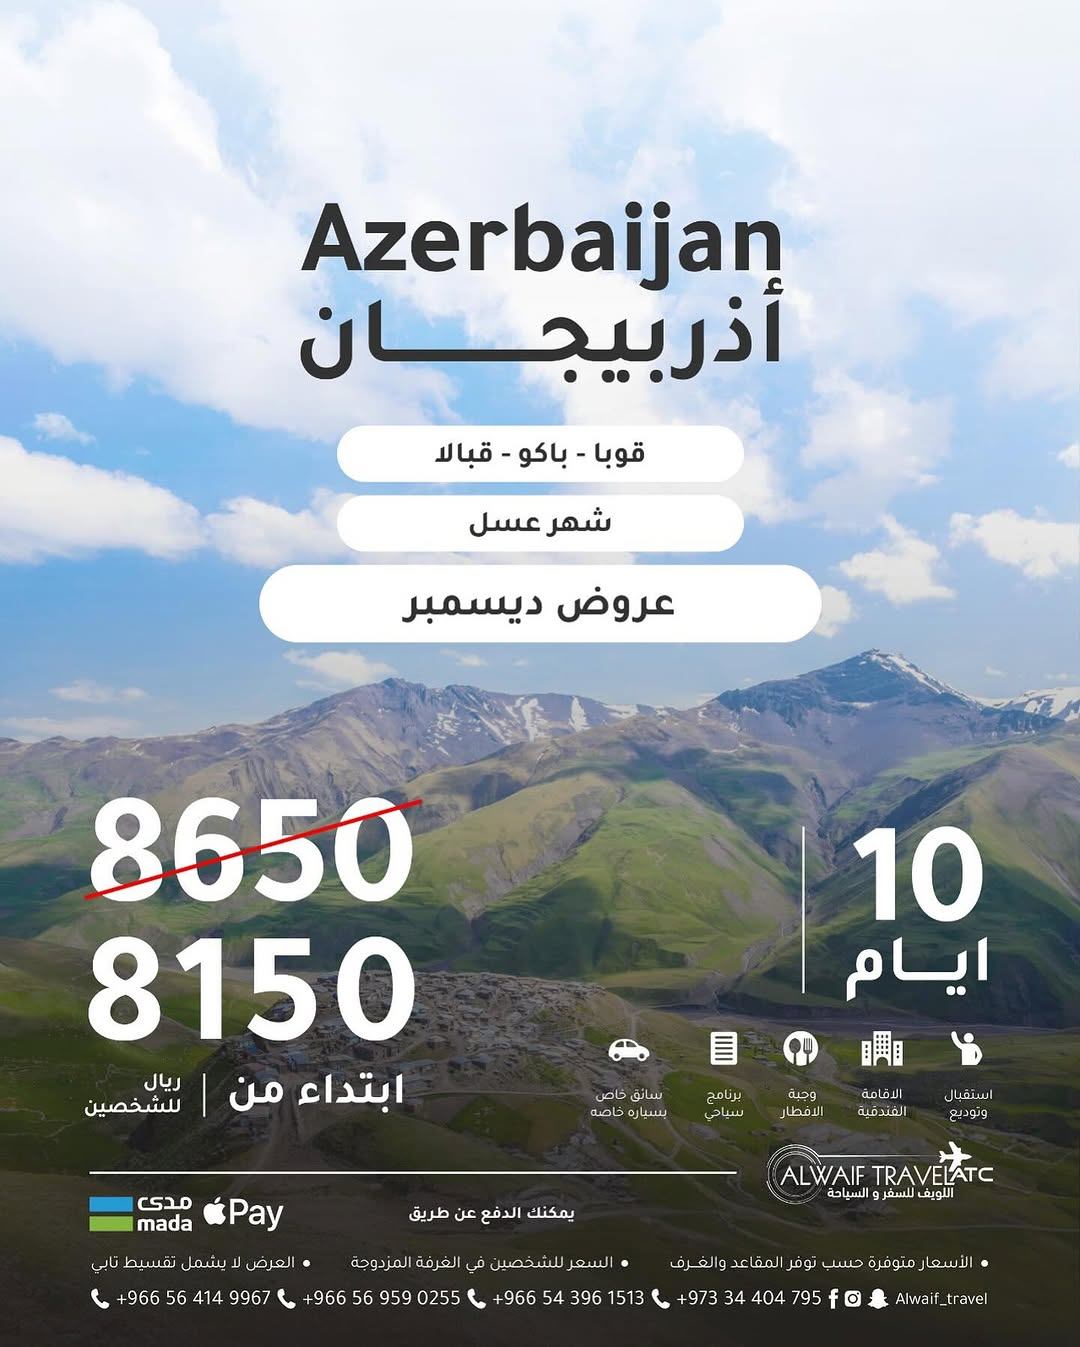 Azerbaijan
أذربيجـــــــان
قوبا - باكو - قبالا
شهر عسل
عروض ديسمبر
10
ايـــام
8650
8150
ابتداء من | ريال للشخصين
استقبال وتوديع
الاقامة الفندقية
وجبة الافطار
برنامج سياحي
سائق خاص بسياره خاصه
ALWAIF TRAVEL ATC
اللويف للسفر و السياحة
يمكنك الدفع عن طريق
Pay
مدى
mada
• الأسعار متوفرة حسب توفر المقاعد والغــرف
• السعر للشخصين في الغرفة المزدوجة
• العرض لا يشمل تقسيط تابي
+966 56 414 9967 +966 56 959 0255 +966 54 396 1513 +973 34 404 795 Alwaif_travel